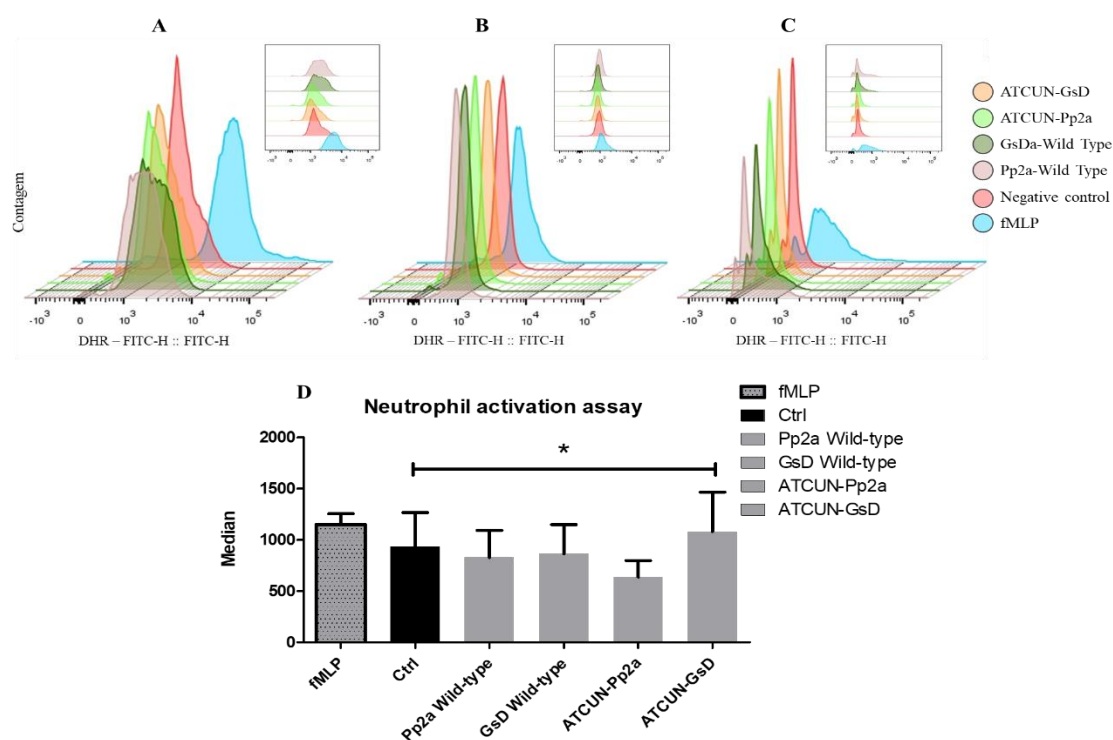 A B C
ATCUN-GsD
ATCUN-Pp2a
GsDa-Wild Type
Pp2a-Wild Type
Negative control
fMLP
Contagem
-10³ 0 10³ 10⁴ 10⁵
-10³ 0 10³ 10⁴ 10⁵
-10³ 0 10³ 10⁴ 10⁵
DHR – FITC-H :: FITC-H
DHR – FITC-H :: FITC-H
DHR – FITC-H :: FITC-H
D
Neutrophil activation assay
fMLP
Ctrl
Pp2a Wild-type
GsD Wild-type
ATCUN-Pp2a
ATCUN-GsD
*
Median
2000
1500
1000
500
0
fMLP
Ctrl
Pp2a Wild-type
GsD Wild-type
ATCUN-Pp2a
ATCUN-GsD